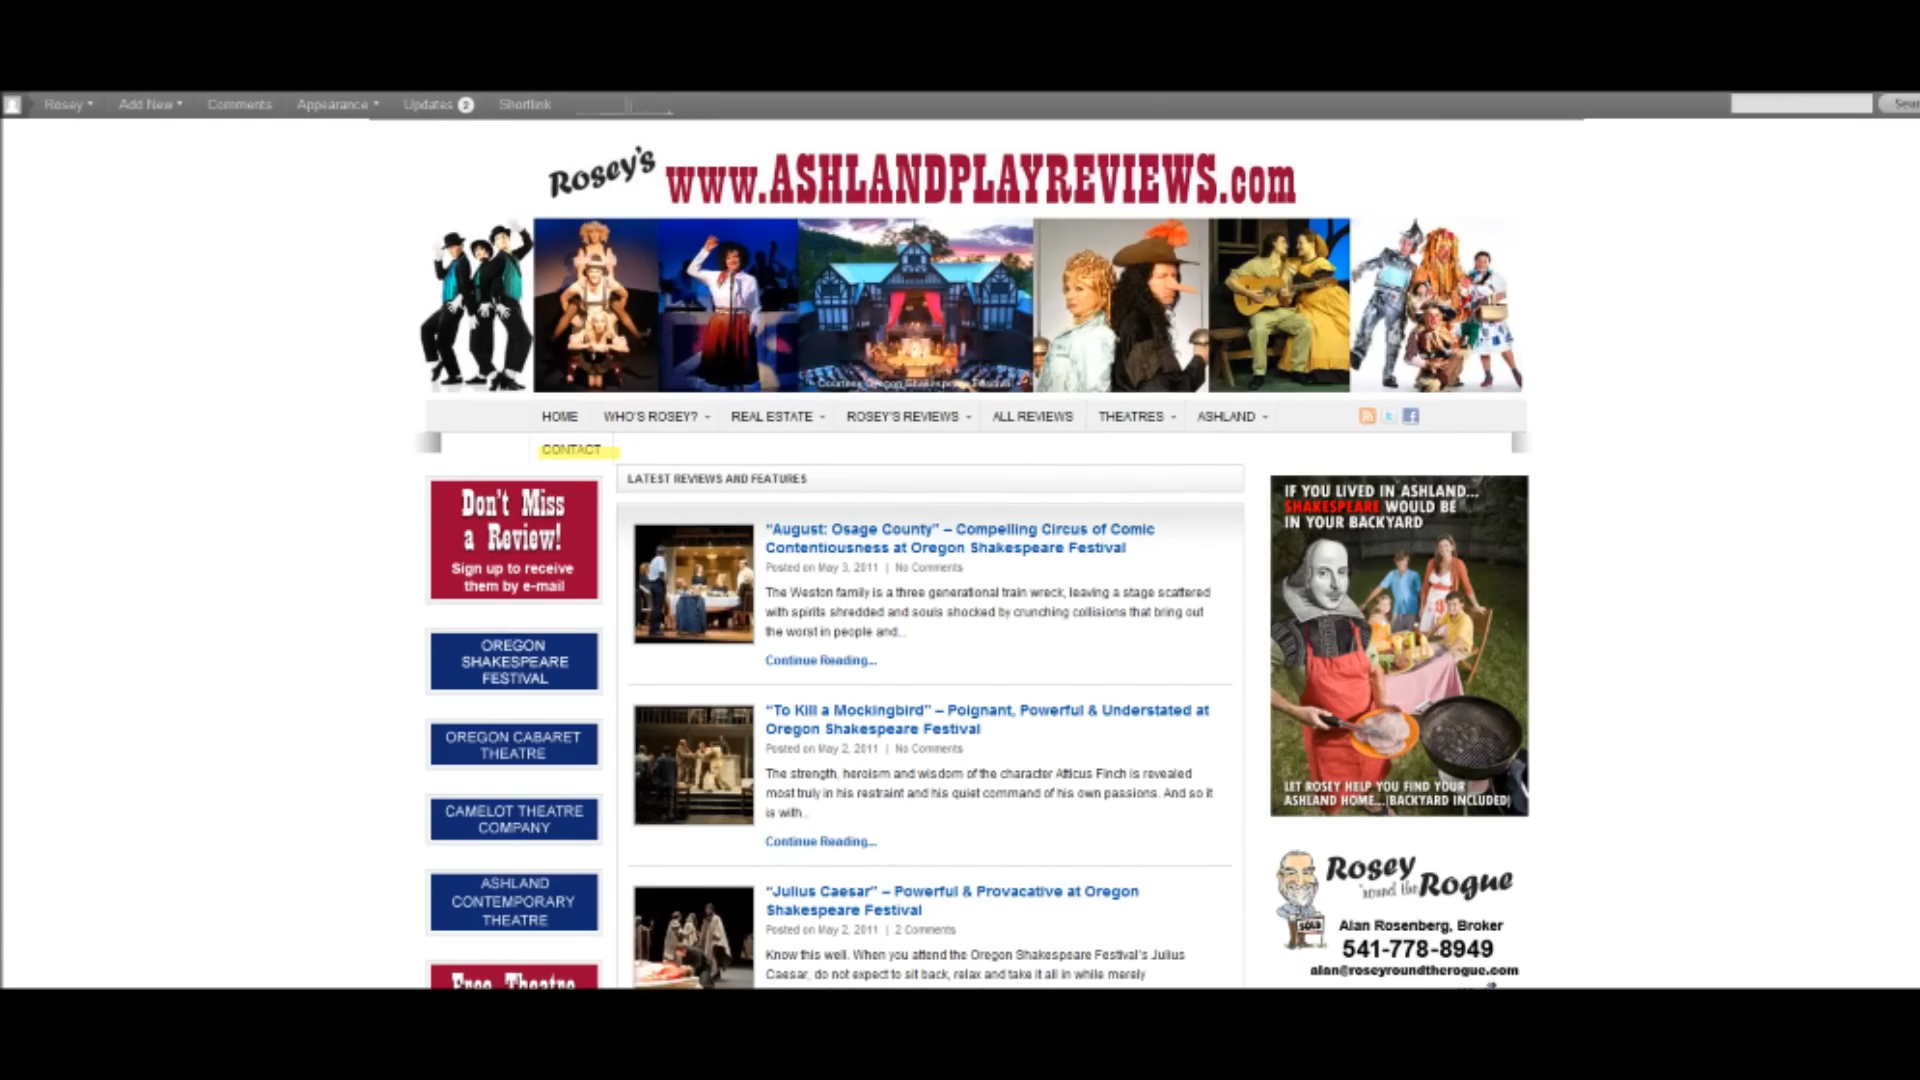 Rosey Add New Comments Appearance Updates 2 Shortlink
Rosey's www.ASHLANDPLAYREVIEWS.com
Courtesy Oregon Shakespeare Festival
HOME WHO'S ROSEY? REAL ESTATE ROSEY'S REVIEWS ALL REVIEWS THEATRES ASHLAND
CONTACT
Don't Miss
a Review!
Sign up to receive
them by e-mail
OREGON
SHAKESPEARE
FESTIVAL
OREGON CABARET
THEATRE
CAMELOT THEATRE
COMPANY
ASHLAND
CONTEMPORARY
THEATRE
Free Theatre
LATEST REVIEWS AND FEATURES
"August: Osage County" – Compelling Circus of Comic
Contentiousness at Oregon Shakespeare Festival
Posted on May 3, 2011 | No Comments
The Weston family is a three generational train wreck, leaving a stage scattered
with spirits shredded and souls shocked by crunching collisions that bring out
the worst in people and...
Continue Reading...
"To Kill a Mockingbird" – Poignant, Powerful & Understated at
Oregon Shakespeare Festival
Posted on May 2, 2011 | No Comments
The strength, heroism and wisdom of the character Atticus Finch is revealed
most truly in his restraint and his quiet command of his own passions. And so it
is with...
Continue Reading...
"Julius Caesar" – Powerful & Provacative at Oregon
Shakespeare Festival
Posted on May 2, 2011 | 2 Comments
Know this well. When you attend the Oregon Shakespeare Festival's Julius
Caesar, do not expect to sit back, relax and take it all in while merely
IF YOU LIVED IN ASHLAND...
SHAKESPEARE WOULD BE
IN YOUR BACKYARD
LET ROSEY HELP YOU FIND YOUR
ASHLAND HOME...(BACKYARD INCLUDED)
Rosey
'round the Rogue
SOLD
Alan Rosenberg, Broker
541-778-8949
alan@roseyroundtherogue.com